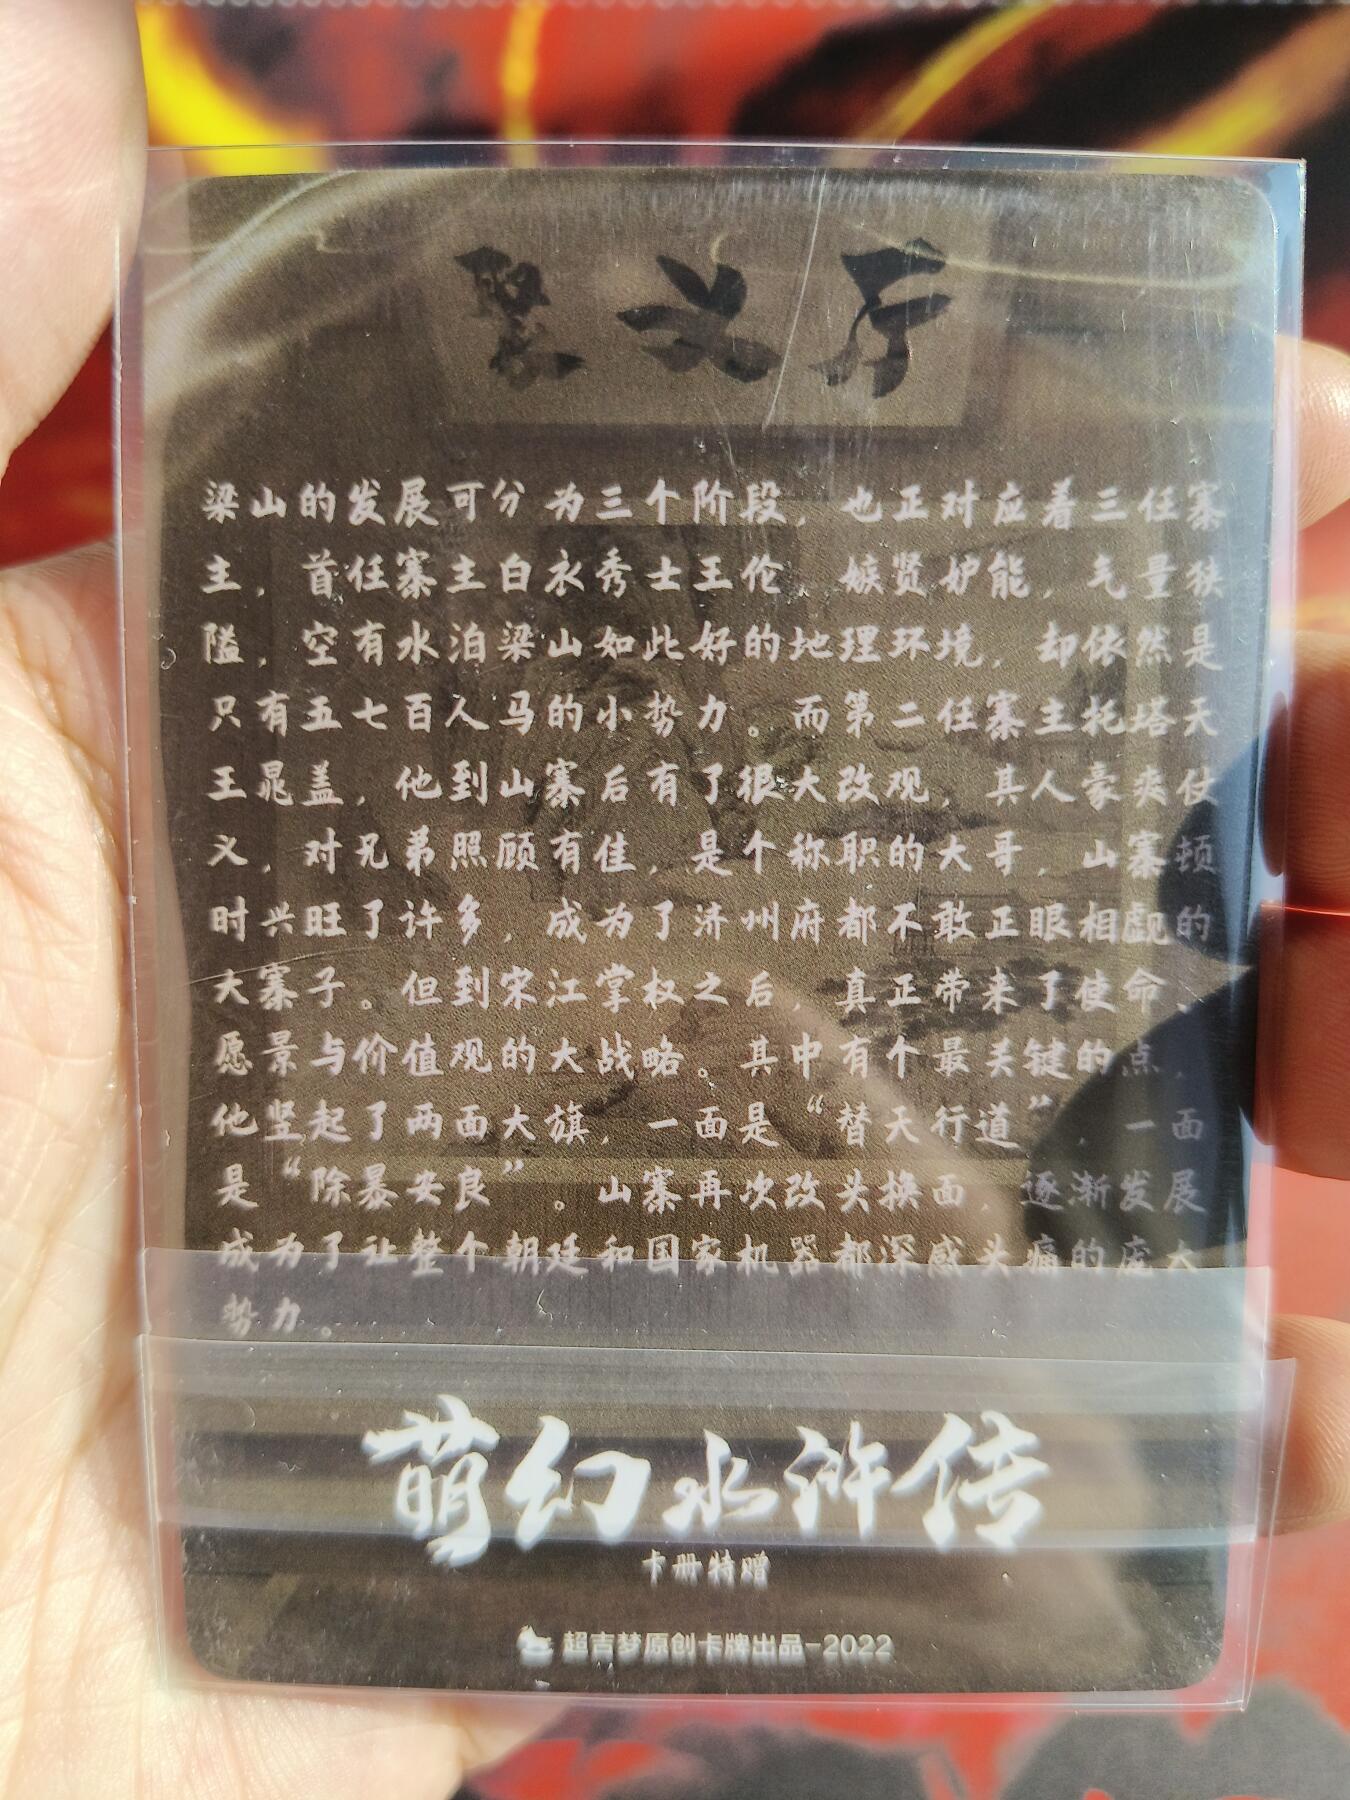 聚义厅
梁山的发展可分为三个阶段，也正对应着三任寨
主，首任寨主白衣秀士王伦，嫉贤妒能，气量狭
隘，空有水泊梁山如此好的地理环境，却依然是
只有五七百人马的小势力。而第二任寨主托塔天
王晁盖，他到山寨后有了很大改观，其人豪爽仗
义，对兄弟照顾有佳，是个称职的大哥，山寨顿
时兴旺了许多，成为了济州府都不敢正眼相觑的
大寨子。但到宋江掌权之后，真正带来了使命、
愿景与价值观的大战略。其中有个最关键的点，
他竖起了两面大旗，一面是“替天行道”，一面
是“除暴安良”。山寨再次改头换面，逐渐发展
成为了让整个朝廷和国家机器都深感头痛的庞大
势力。
萌幻水浒传
卡册特赠
超吉梦原创卡牌出品-2022